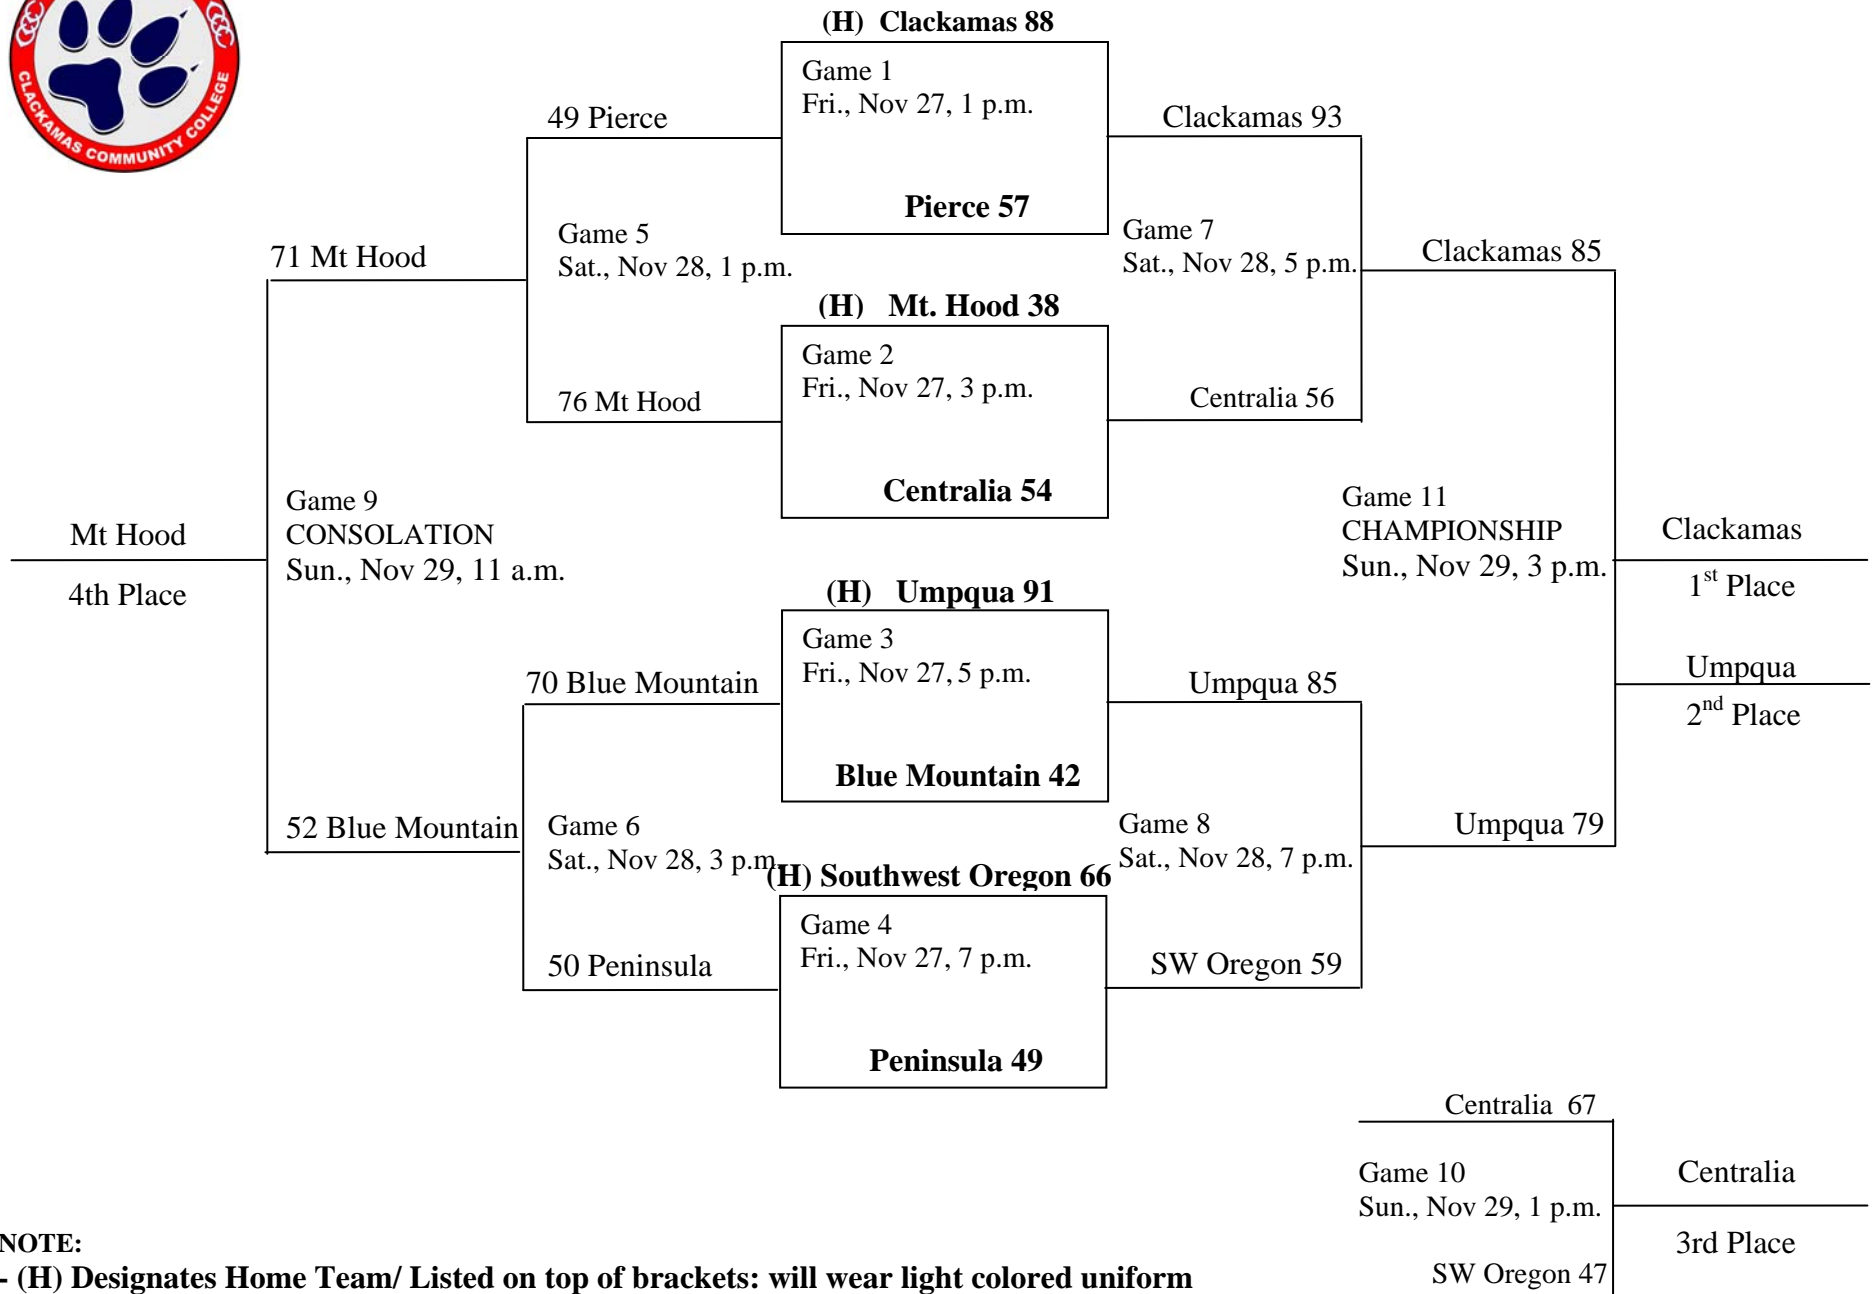 CLACKAMAS COMMUNITY COLLEGE
(H) Clackamas 88
Game 1
Fri., Nov 27, 1 p.m.
Pierce 57
49 Pierce
Clackamas 93
Game 5
Sat., Nov 28, 1 p.m.
Game 7
Sat., Nov 28, 5 p.m.
71 Mt Hood
Clackamas 85
(H) Mt. Hood 38
Game 2
Fri., Nov 27, 3 p.m.
Centralia 54
76 Mt Hood
Centralia 56
Game 9
CONSOLATION
Sun., Nov 29, 11 a.m.
Mt Hood
4th Place
Game 11
CHAMPIONSHIP
Sun., Nov 29, 3 p.m.
Clackamas
1st Place
Umpqua
2nd Place
(H) Umpqua 91
Game 3
Fri., Nov 27, 5 p.m.
Blue Mountain 42
70 Blue Mountain
Umpqua 85
52 Blue Mountain
Game 6
Sat., Nov 28, 3 p.m.
Game 8
Sat., Nov 28, 7 p.m.
Umpqua 79
(H) Southwest Oregon 66
Game 4
Fri., Nov 27, 7 p.m.
Peninsula 49
50 Peninsula
SW Oregon 59
Centralia 67
Game 10
Sun., Nov 29, 1 p.m.
Centralia
3rd Place
SW Oregon 47
NOTE:
- (H) Designates Home Team/ Listed on top of brackets: will wear light colored uniform